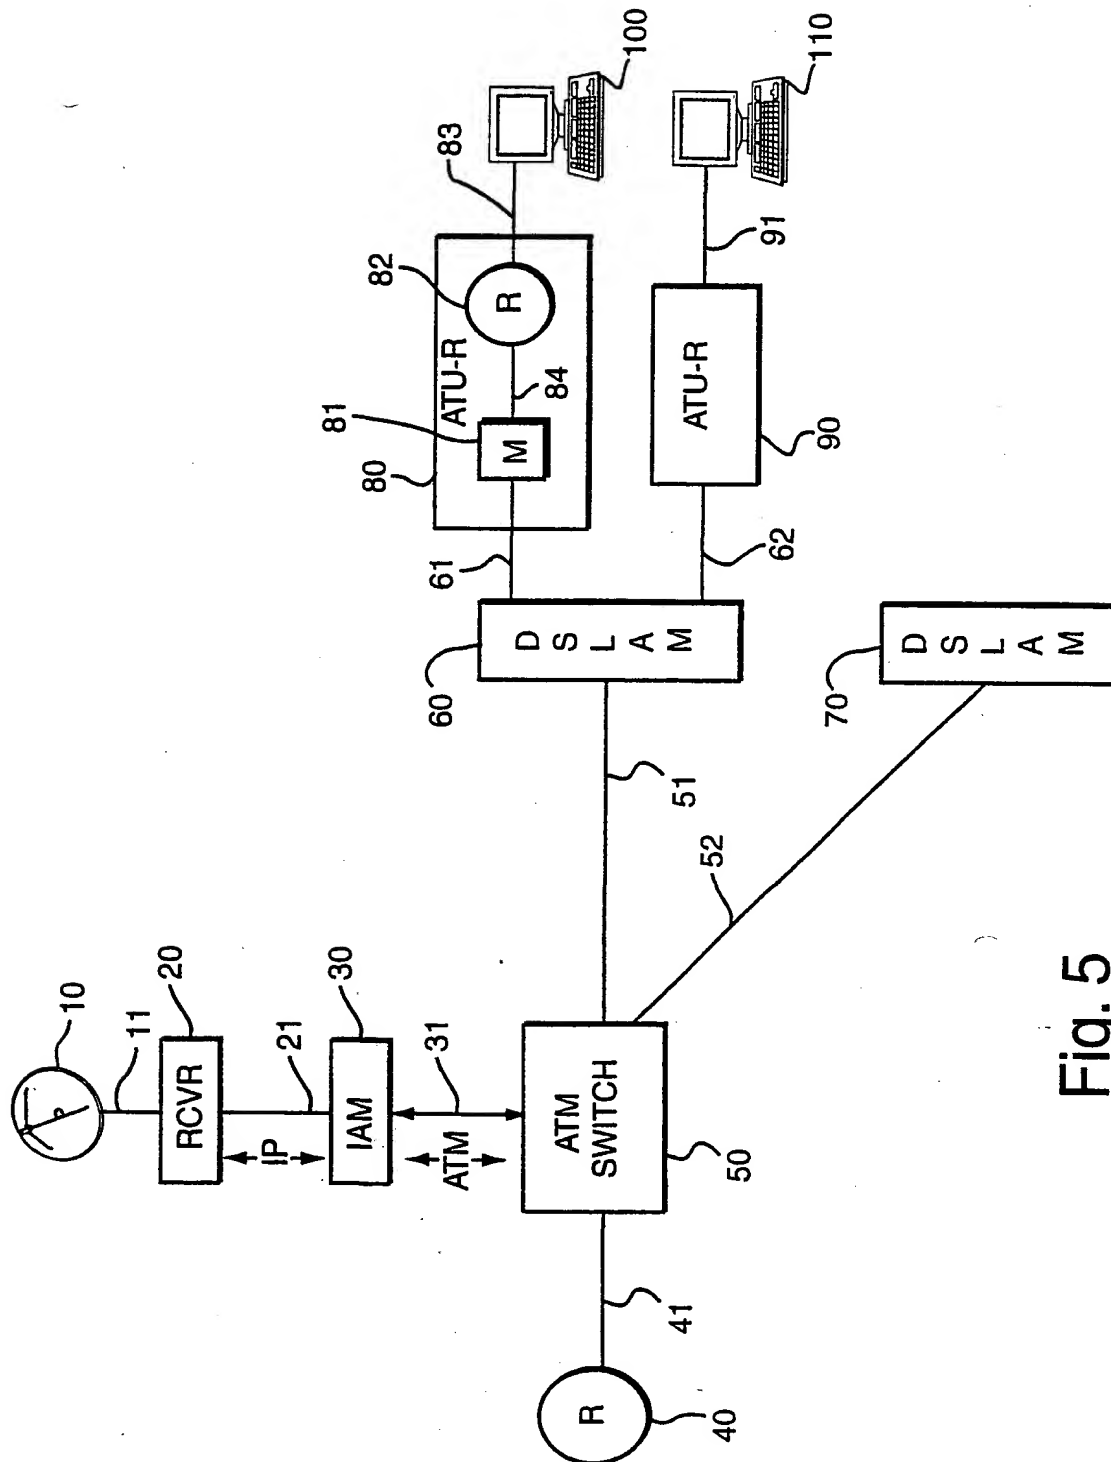 10
11
20
RCVR
21
IP
30
IAM
31
ATM
ATM
SWITCH
50
R
40
41
51
52
60
D
S
L
A
M
70
D
S
L
A
M
61
62
80
ATU-R
81
M
84
82
R
83
100
ATU-R
90
91
110
Fig. 5